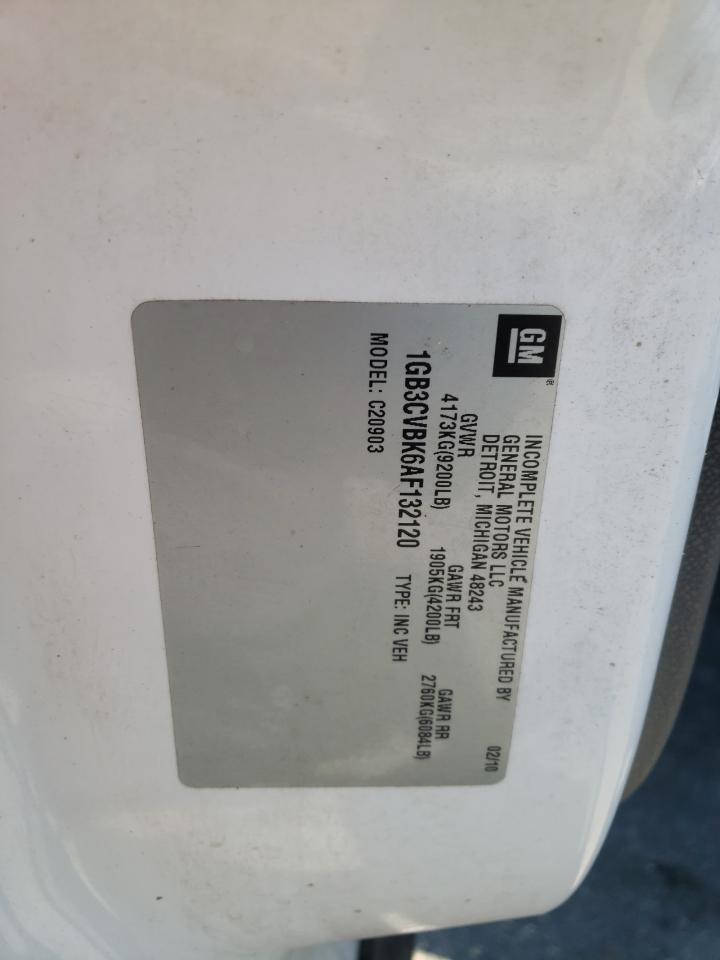 GM
INCOMPLETE VEHICLE MANUFACTURED BY
GENERAL MOTORS LLC
DETROIT, MICHIGAN 48243
02/10
GVWR GAWR FRT GAWR RR
4173KG(9200LB) 1905KG(4200LB) 2760KG(6084LB)
1GB3CVBK6AF132120
MODEL: C20903 TYPE: INC VEH